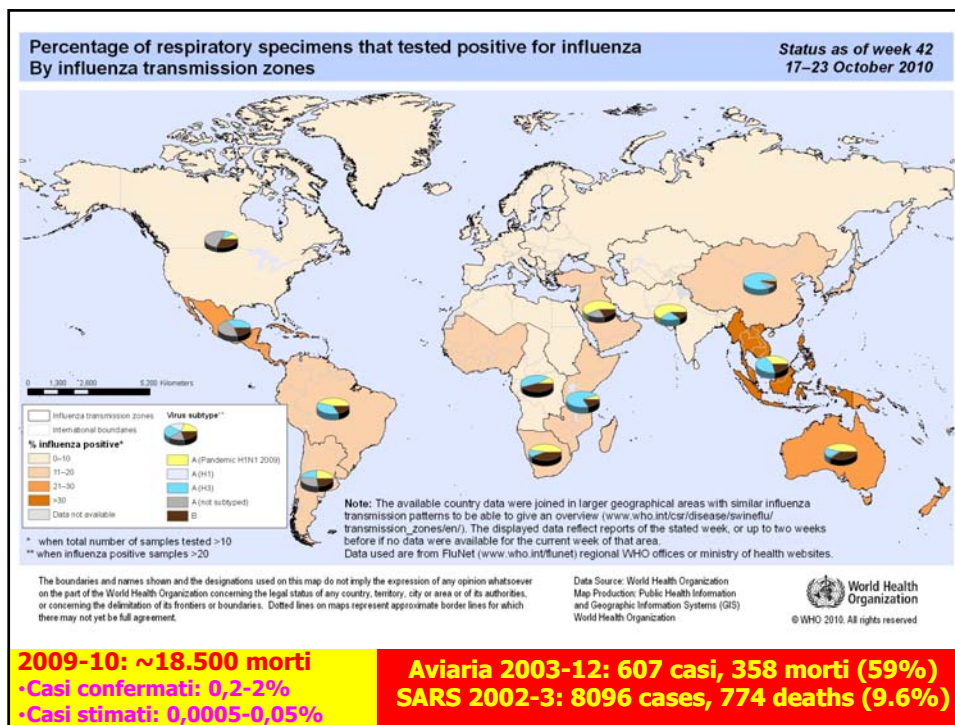 Percentage of respiratory specimens that tested positive for influenza
By influenza transmission zones
Status as of week 42
17–23 October 2010
0 1,300 2,600 5,200 Kilometers
Influenza transmission zones
International boundaries
% influenza positive*
0–10
11–20
21–30
>30
Data not available
Virus subtype**
A (Pandemic H1N1 2009)
A (H1)
A (H3)
A (not subtyped)
B
* when total number of samples tested >10
** when influenza positive samples >20
Note: The available country data were joined in larger geographical areas with similar influenza
transmission patterns to be able to give an overview (www.who.int/csr/disease/swineflu/
transmission_zones/en/). The displayed data reflect reports of the stated week, or up to two weeks
before if no data were available for the current week of that area.
Data used are from FluNet (www.who.int/flunet) regional WHO offices or ministry of health websites.
The boundaries and names shown and the designations used on this map do not imply the expression of any opinion whatsoever
on the part of the World Health Organization concerning the legal status of any country, territory, city or area or of its authorities,
or concerning the delimitation of its frontiers or boundaries. Dotted lines on maps represent approximate border lines for which
there may not yet be full agreement.
Data Source: World Health Organization
Map Production: Public Health Information
and Geographic Information Systems (GIS)
World Health Organization
World Health
Organization
© WHO 2010. All rights reserved
2009-10: ~18.500 morti
•Casi confermati: 0,2-2%
•Casi stimati: 0,0005-0,05%
Aviaria 2003-12: 607 casi, 358 morti (59%)
SARS 2002-3: 8096 cases, 774 deaths (9.6%)